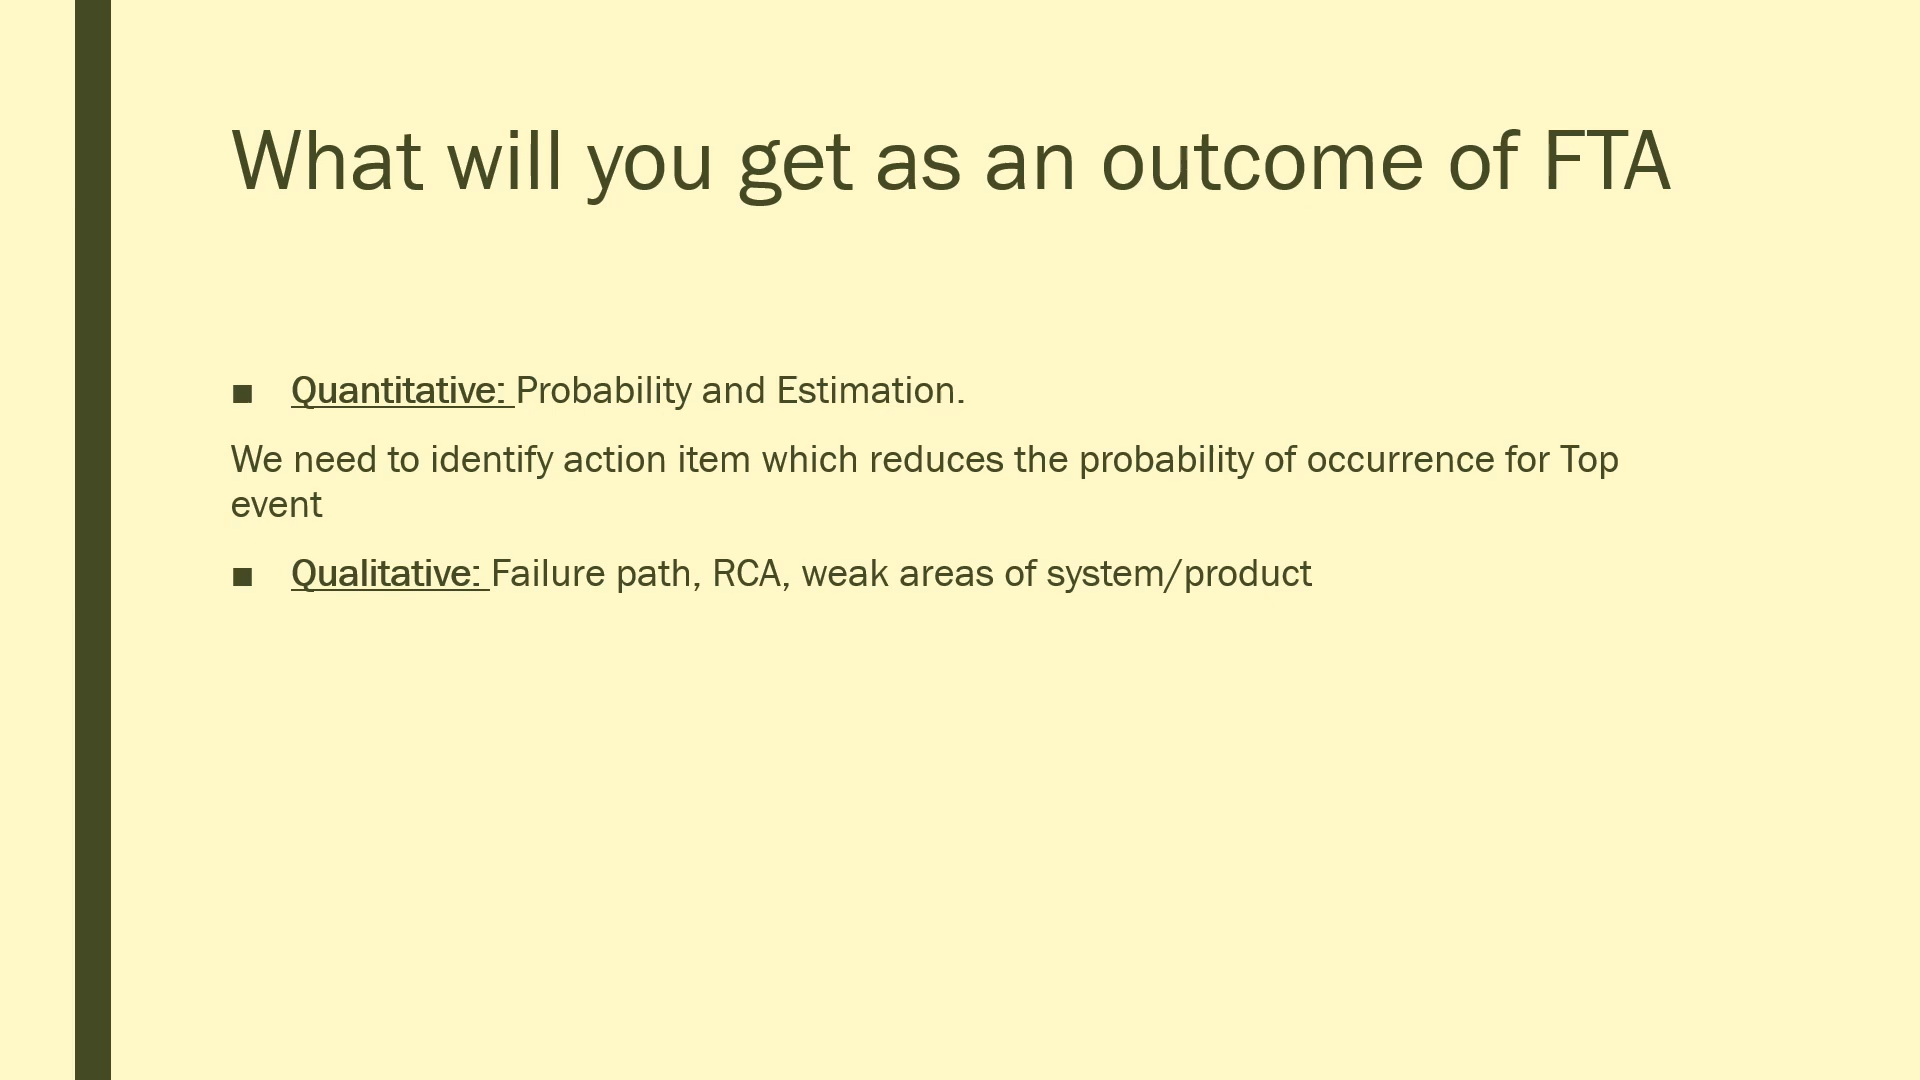 What will you get as an outcome of FTA
■ Quantitative: Probability and Estimation.
We need to identify action item which reduces the probability of occurrence for Top
event
■ Qualitative: Failure path, RCA, weak areas of system/product